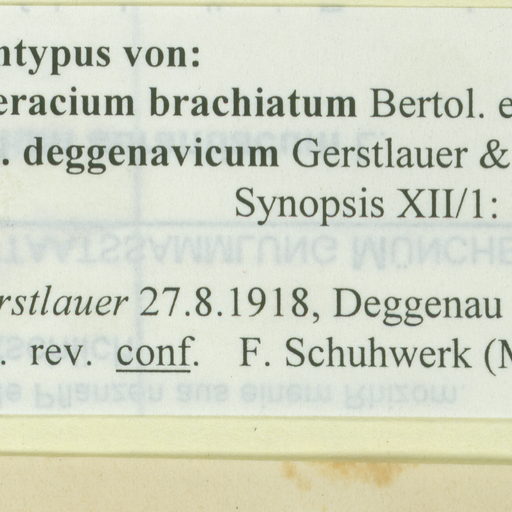 ntypus von:
eracium brachiatum Bertol. e
. deggenavicum Gerstlauer &
Synopsis XII/1:
rstlauer 27.8.1918, Deggenau
. rev. conf. F. Schuhwerk (M